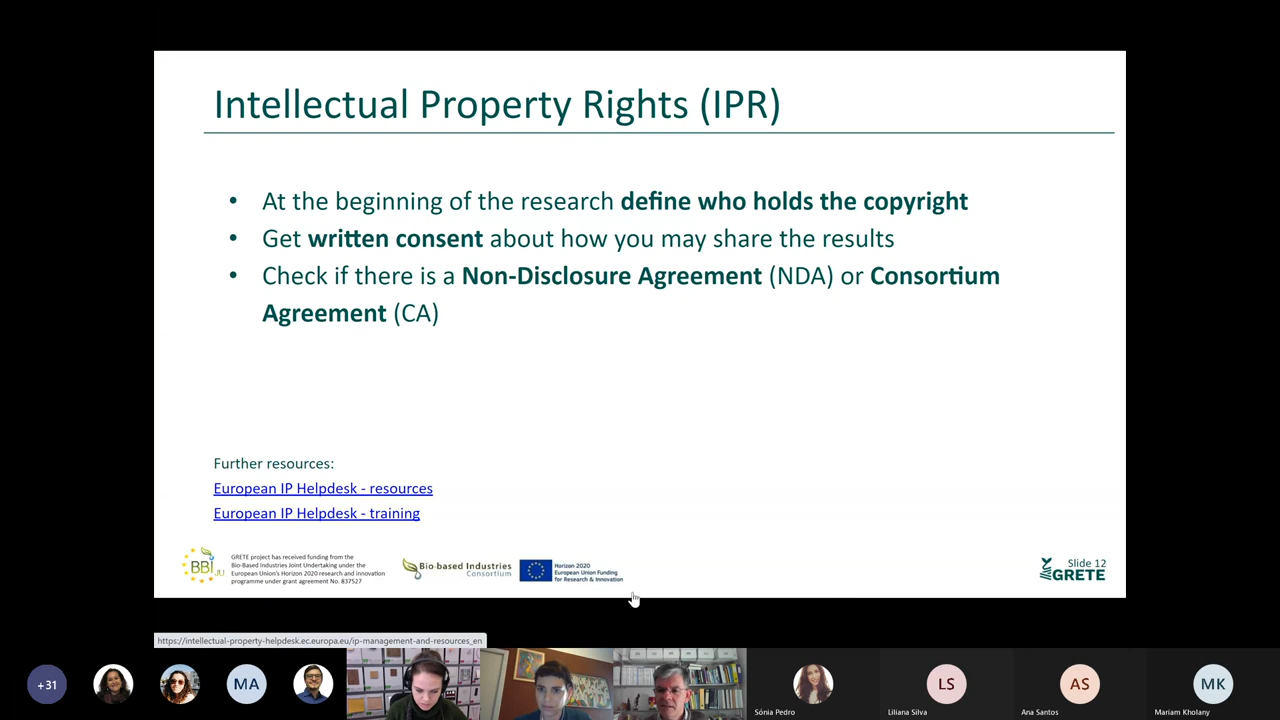 Intellectual Property Rights (IPR)
• At the beginning of the research define who holds the copyright
• Get written consent about how you may share the results
• Check if there is a Non-Disclosure Agreement (NDA) or Consortium
Agreement (CA)
Further resources:
European IP Helpdesk - resources
European IP Helpdesk - training
BBI JU
GRETE project has received funding from the
Bio-Based Industries Joint Undertaking under the
European Union's Horizon 2020 research and innovation
programme under grant agreement No. 837527
Bio-based Industries
Consortium
Horizon 2020
European Union Funding
for Research & Innovation
Slide 12
GRETE
https://intellectual-property-helpdesk.ec.europa.eu/ip-management-and-resources_en
+31
MA
Sónia Pedro
LS
Liliana Silva
AS
Ana Santos
MK
Mariam Kholany